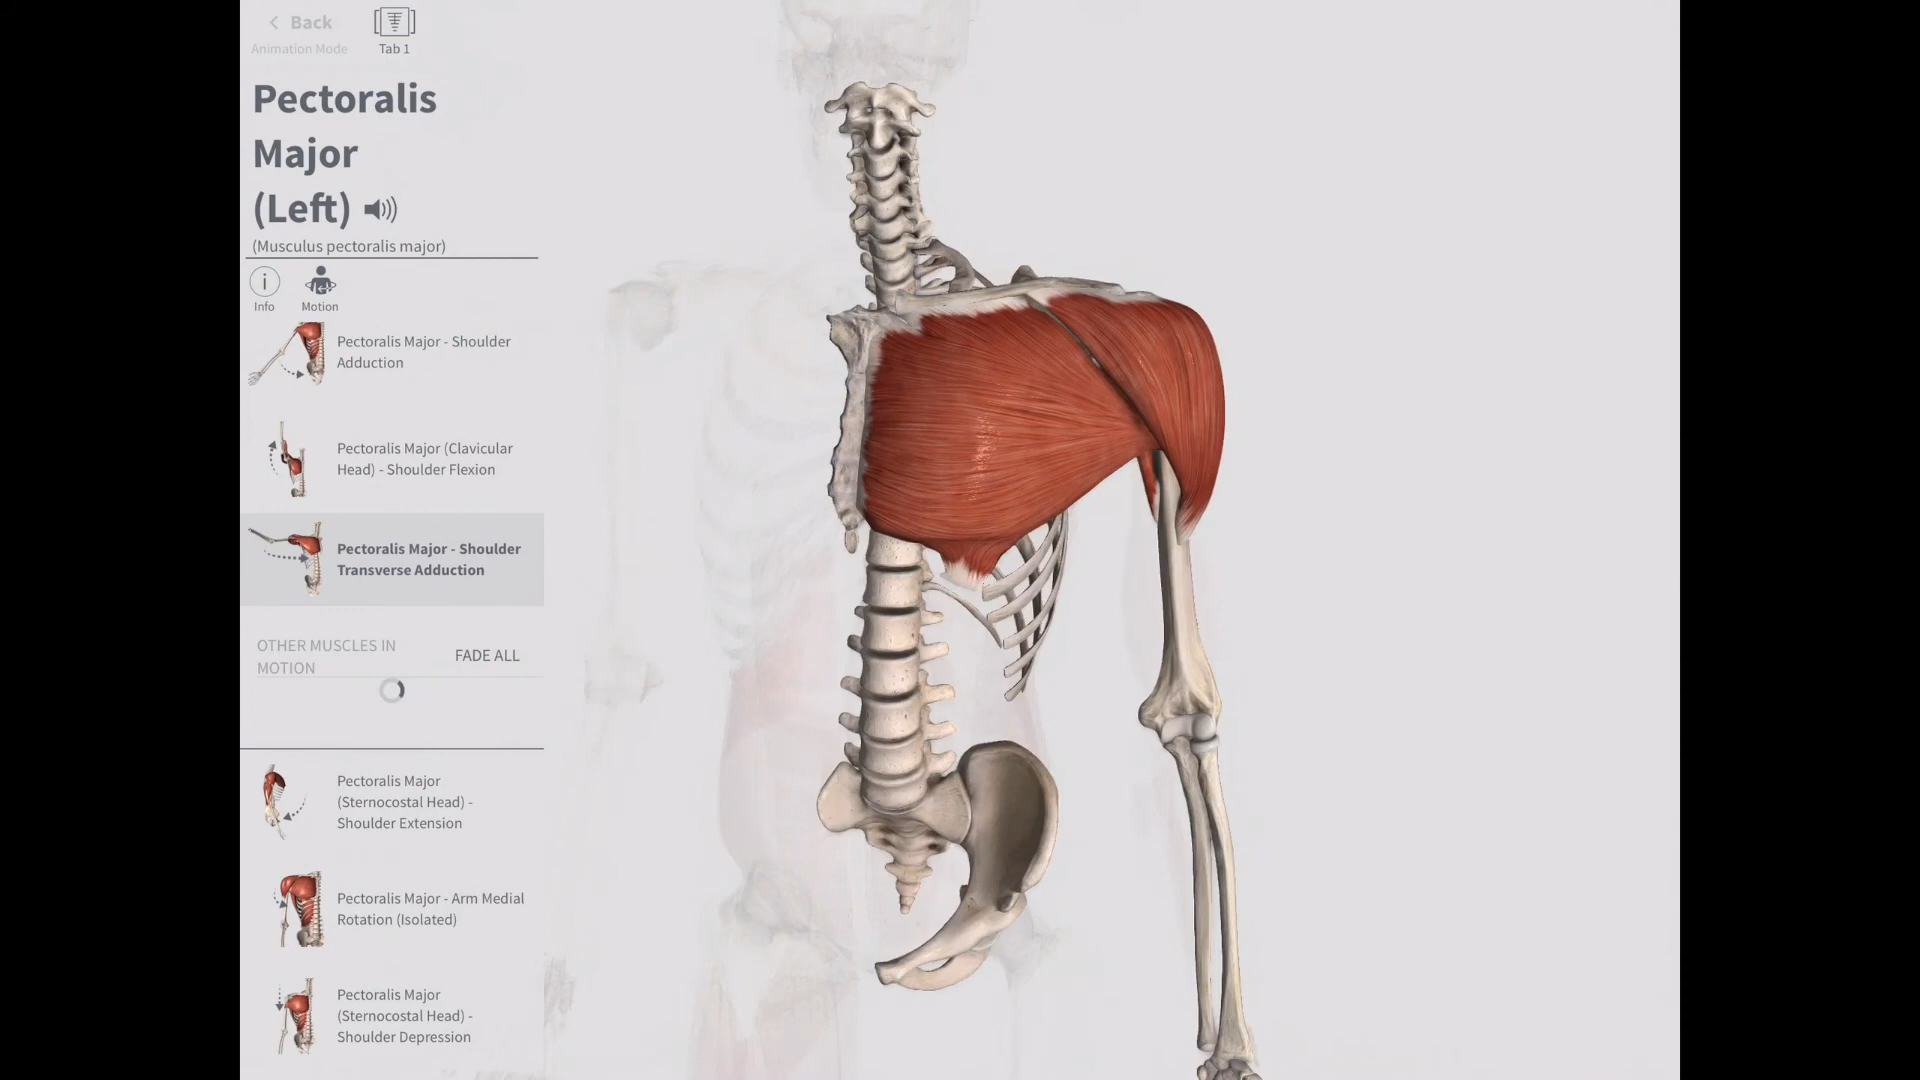 Back
Animation Mode
Tab 1
Pectoralis
Major
(Left)
(Musculus pectoralis major)
i
Info
Motion
Pectoralis Major - Shoulder
Adduction
Pectoralis Major (Clavicular
Head) - Shoulder Flexion
Pectoralis Major - Shoulder
Transverse Adduction
OTHER MUSCLES IN
MOTION
FADE ALL
Pectoralis Major
(Sternocostal Head) -
Shoulder Extension
Pectoralis Major - Arm Medial
Rotation (Isolated)
Pectoralis Major
(Sternocostal Head) -
Shoulder Depression